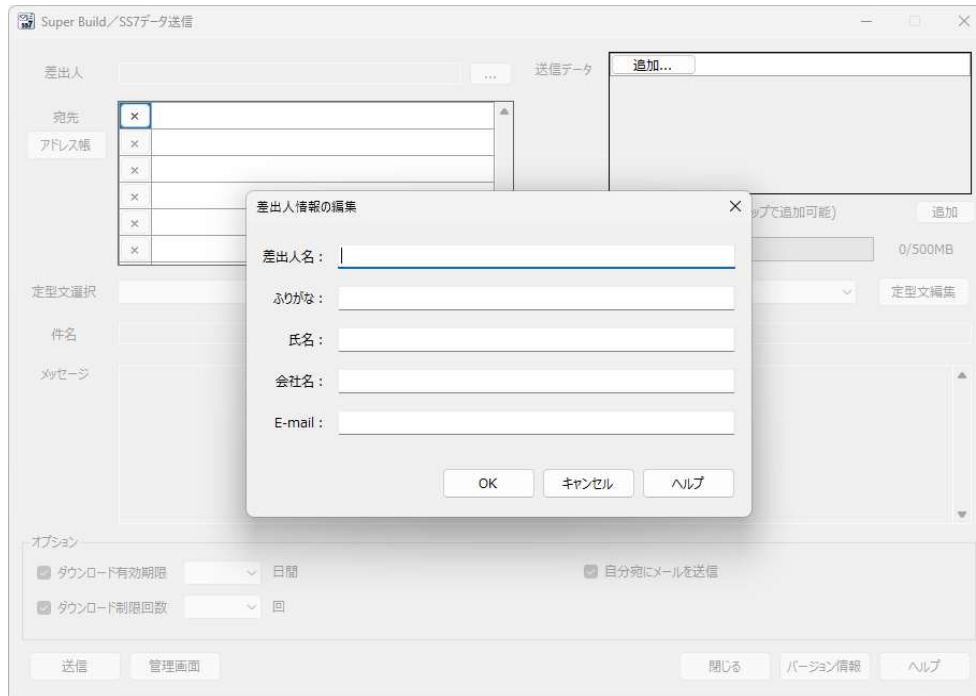 Super Build／SS7データ送信
差出人
...
送信データ
追加...
宛先
アドレス帳
×
×
×
×
×
×
ップで追加可能)
追加
0/500MB
定型文選択
定型文編集
件名
メッセージ
差出人情報の編集
差出人名：
ふりがな：
氏名：
会社名：
E-mail：
OK
キャンセル
ヘルプ
オプション
ダウンロード有効期限
日間
自分宛にメールを送信
ダウンロード制限回数
回
送信
管理画面
閉じる
バージョン情報
ヘルプ